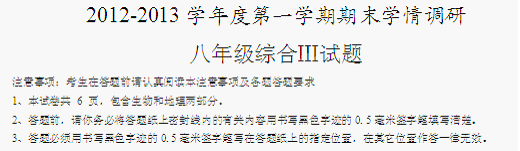 2012-2013 学年度第一学期期末学情调研
八年级综合III试题
注意事项：考生在答题前请认真阅读本注意事项及各题答题要求
1、本试卷共 6 页，包含生物和地理两部分。
2、答题前，请你务必将答题纸上密封线内的有关内容用书写黑色字迹的 0.5 毫米签字笔填写清楚。
3、答题必须用书写黑色字迹的 0.5 毫米签字笔写在答题纸上的指定位置，在其它位置作答一律无效。